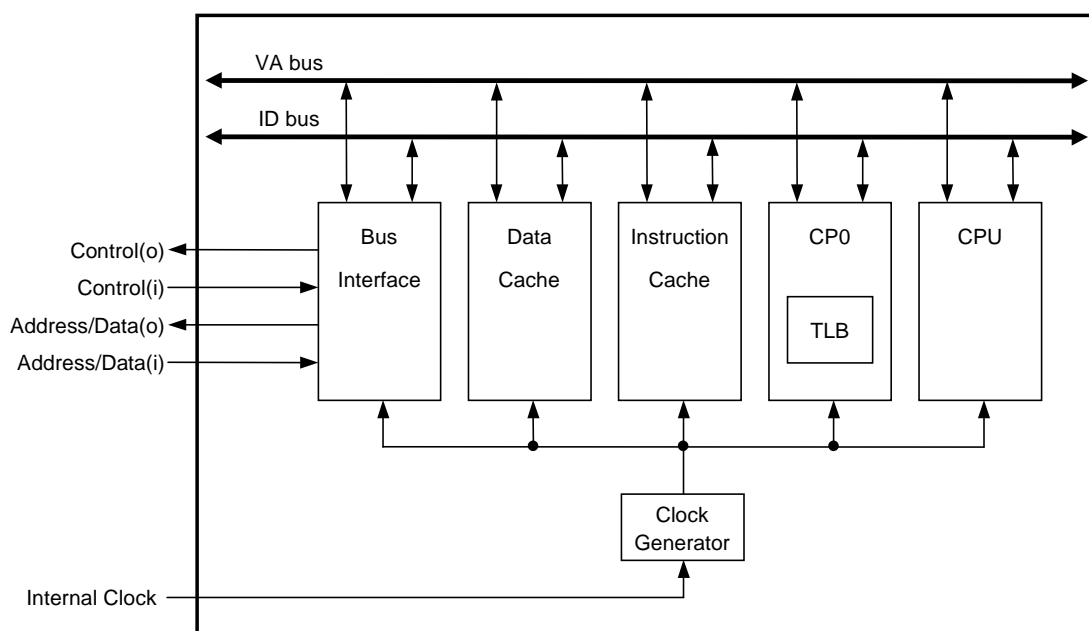 VA bus
ID bus
Control(o)
Control(i)
Address/Data(o)
Address/Data(i)
Bus
Interface
Data
Cache
Instruction
Cache
CP0
TLB
CPU
Clock
Generator
Internal Clock